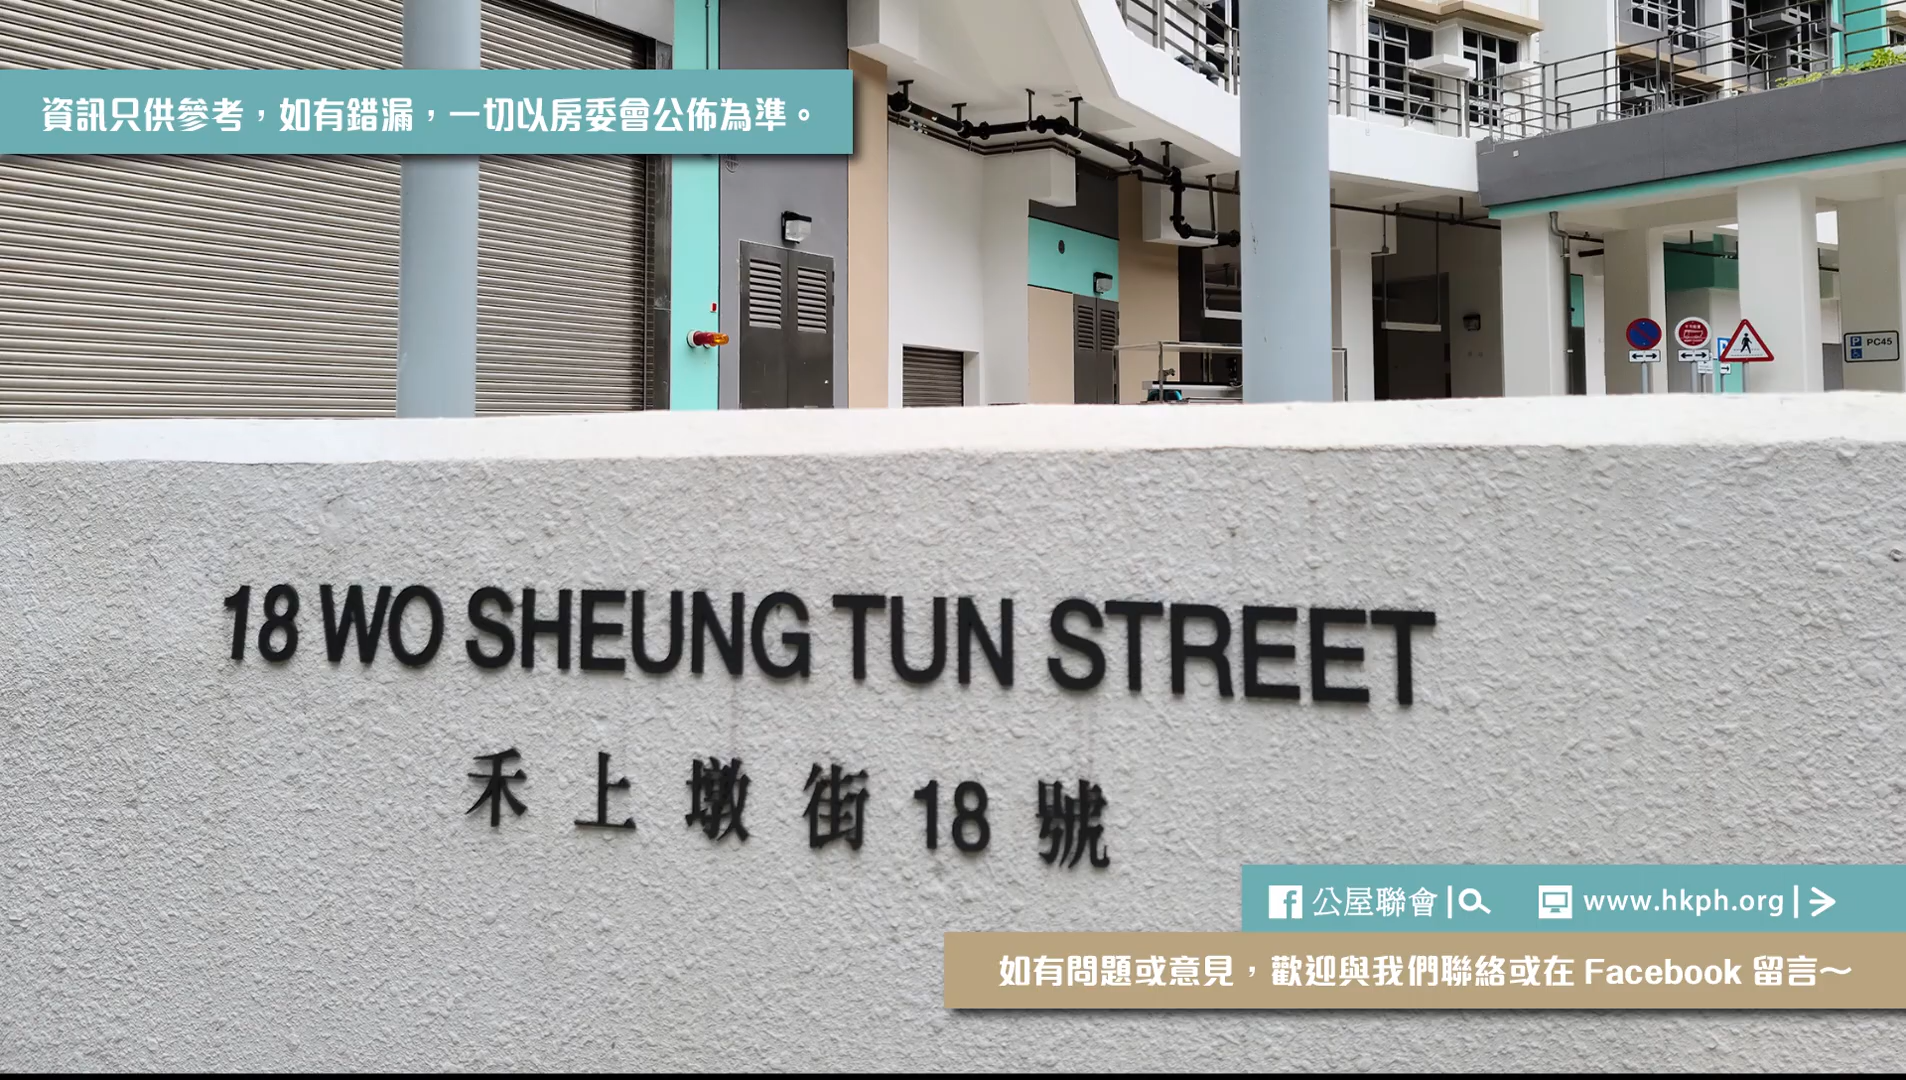 資訊只供參考，如有錯漏，一切以房委會公佈為準。
PC45
18 WO SHEUNG TUN STREET
禾上墩街18號
公屋聯會
www.hkph.org
如有問題或意見，歡迎與我們聯絡或在 Facebook 留言～